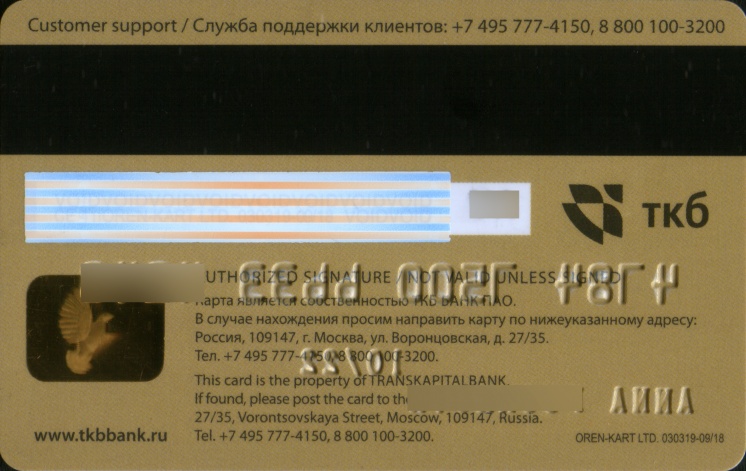 Customer support / Служба поддержки клиентов: +7 495 777-4150, 8 800 100-3200
ткб
AUTHORIZED SIGNATURE / NOT VALID UNLESS SIGNED
Карта является собственностью ТКБ БАНК ПАО.
В случае нахождения просим направить карту по нижеуказанному адресу:
Россия, 109147, г. Москва, ул. Воронцовская, д. 27/35.
Тел. +7 495 777-4150, 8 800 100-3200.
This card is the property of TRANSKAPITALBANK.
If found, please post the card to the
27/35, Vorontsovskaya Street, Moscow, 109147, Russia.
Tel. +7 495 777-4150, 8 800 100-3200.
АННА
www.tkbbank.ru
OREN-KART LTD. 030319-09/18